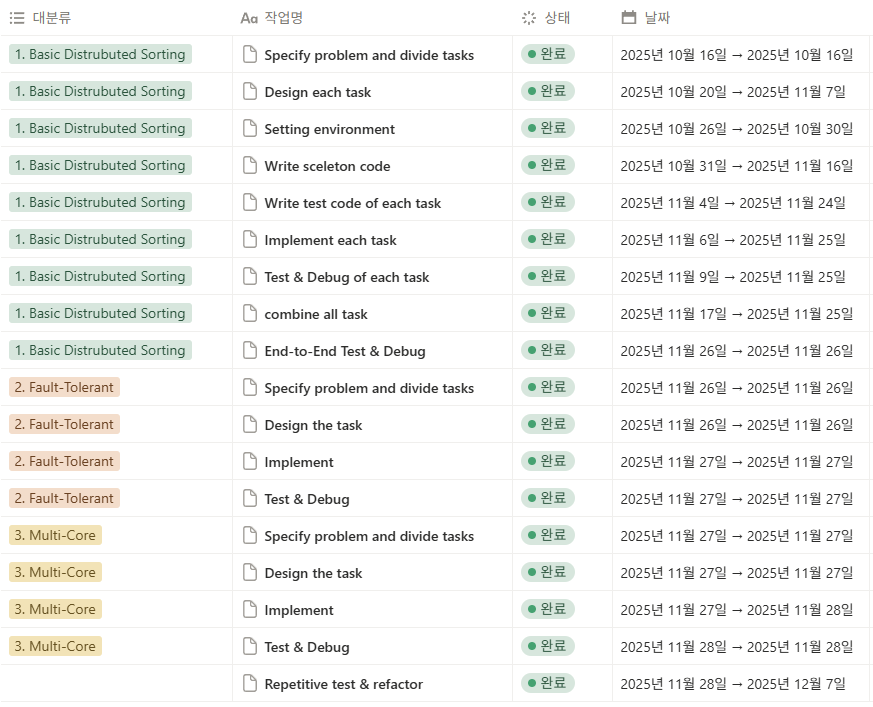 대분류 Aa 작업명 상태 날짜
1. Basic Distrubuted Sorting Specify problem and divide tasks 완료 2025년 10월 16일 → 2025년 10월 16일
1. Basic Distrubuted Sorting Design each task 완료 2025년 10월 20일 → 2025년 11월 7일
1. Basic Distrubuted Sorting Setting environment 완료 2025년 10월 26일 → 2025년 10월 30일
1. Basic Distrubuted Sorting Write sceleton code 완료 2025년 10월 31일 → 2025년 11월 16일
1. Basic Distrubuted Sorting Write test code of each task 완료 2025년 11월 4일 → 2025년 11월 24일
1. Basic Distrubuted Sorting Implement each task 완료 2025년 11월 6일 → 2025년 11월 25일
1. Basic Distrubuted Sorting Test & Debug of each task 완료 2025년 11월 9일 → 2025년 11월 25일
1. Basic Distrubuted Sorting combine all task 완료 2025년 11월 17일 → 2025년 11월 25일
1. Basic Distrubuted Sorting End-to-End Test & Debug 완료 2025년 11월 26일 → 2025년 11월 26일
2. Fault-Tolerant Specify problem and divide tasks 완료 2025년 11월 26일 → 2025년 11월 26일
2. Fault-Tolerant Design the task 완료 2025년 11월 26일 → 2025년 11월 26일
2. Fault-Tolerant Implement 완료 2025년 11월 27일 → 2025년 11월 27일
2. Fault-Tolerant Test & Debug 완료 2025년 11월 27일 → 2025년 11월 27일
3. Multi-Core Specify problem and divide tasks 완료 2025년 11월 27일 → 2025년 11월 27일
3. Multi-Core Design the task 완료 2025년 11월 27일 → 2025년 11월 27일
3. Multi-Core Implement 완료 2025년 11월 27일 → 2025년 11월 28일
3. Multi-Core Test & Debug 완료 2025년 11월 28일 → 2025년 11월 28일
Repetitive test & refactor 완료 2025년 11월 28일 → 2025년 12월 7일